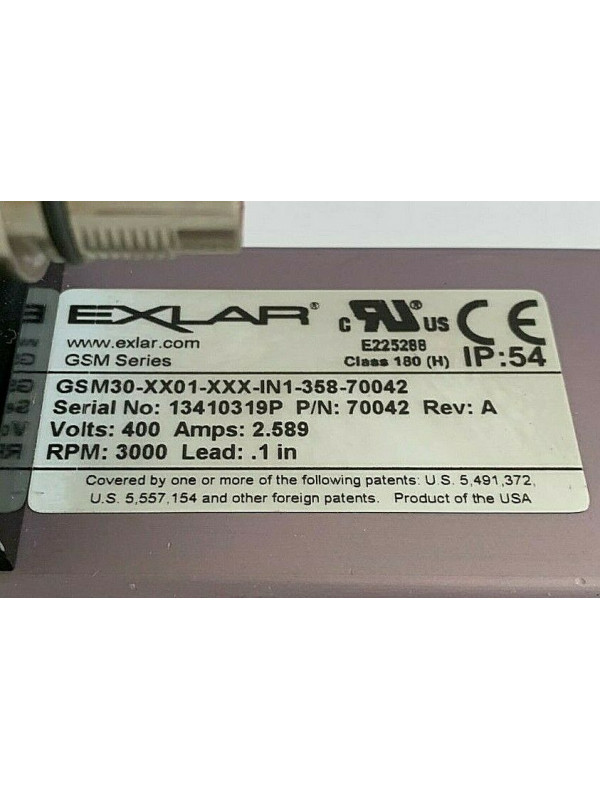 EXLAR®
www.exlar.com
GSM Series
c RU US
E225288
Class 180 (H)
CE
IP:54
GSM30-XX01-XXX-IN1-358-70042
Serial No: 13410319P P/N: 70042 Rev: A
Volts: 400 Amps: 2.589
RPM: 3000 Lead: .1 in
Covered by one or more of the following patents: U.S. 5,491,372,
U.S. 5,557,154 and other foreign patents. Product of the USA